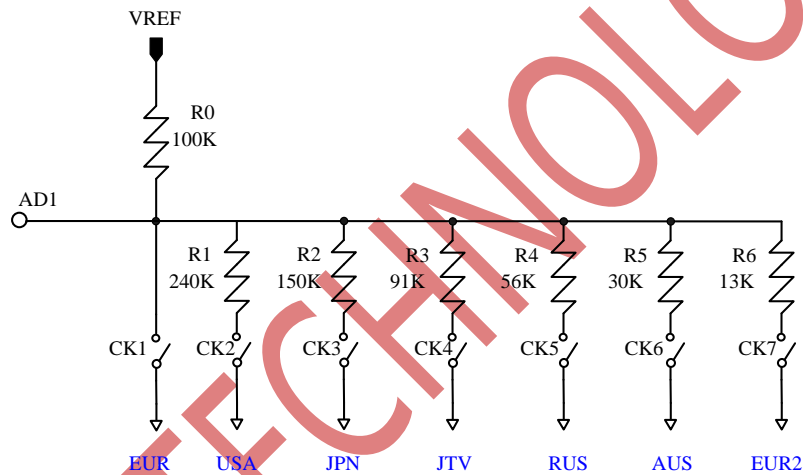 VREF
R0
100K
AD1
R1 R2 R3 R4 R5 R6
240K 150K 91K 56K 30K 13K
CK1 CK2 CK3 CK4 CK5 CK6 CK7
EUR USA JPN JTV RUS AUS EUR2
TECHNOLO